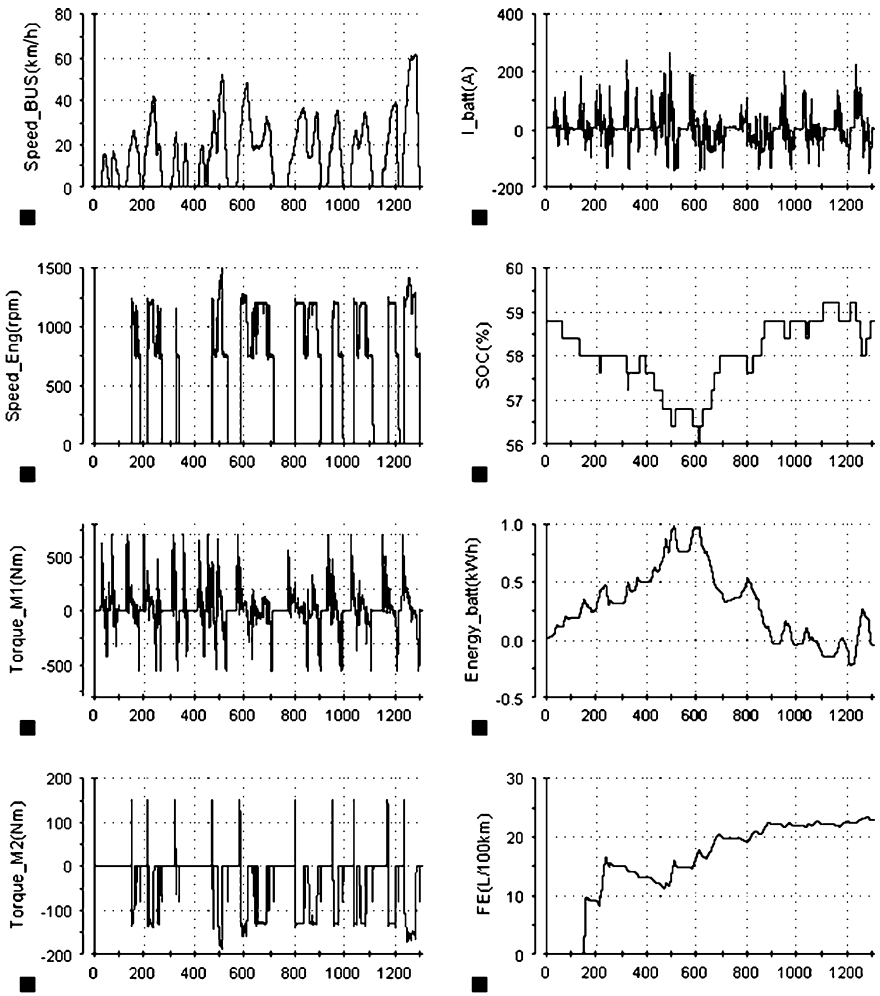 80
60
40
20
0
Speed_BUS(km/h)
0 200 400 600 800 1000 1200
400
200
0
-200
I_batt(A)
0 200 400 600 800 1000 1200
1500
1000
500
0
Speed_Eng(rpm)
0 200 400 600 800 1000 1200
60
59
58
57
56
SOC(%)
0 200 400 600 800 1000 1200
500
0
-500
Torque_M1(Nm)
0 200 400 600 800 1000 1200
1.0
0.5
0.0
-0.5
Energy_batt(kWh)
0 200 400 600 800 1000 1200
200
100
0
-100
-200
Torque_M2(Nm)
0 200 400 600 800 1000 1200
30
20
10
0
FE(L/100km)
0 200 400 600 800 1000 1200